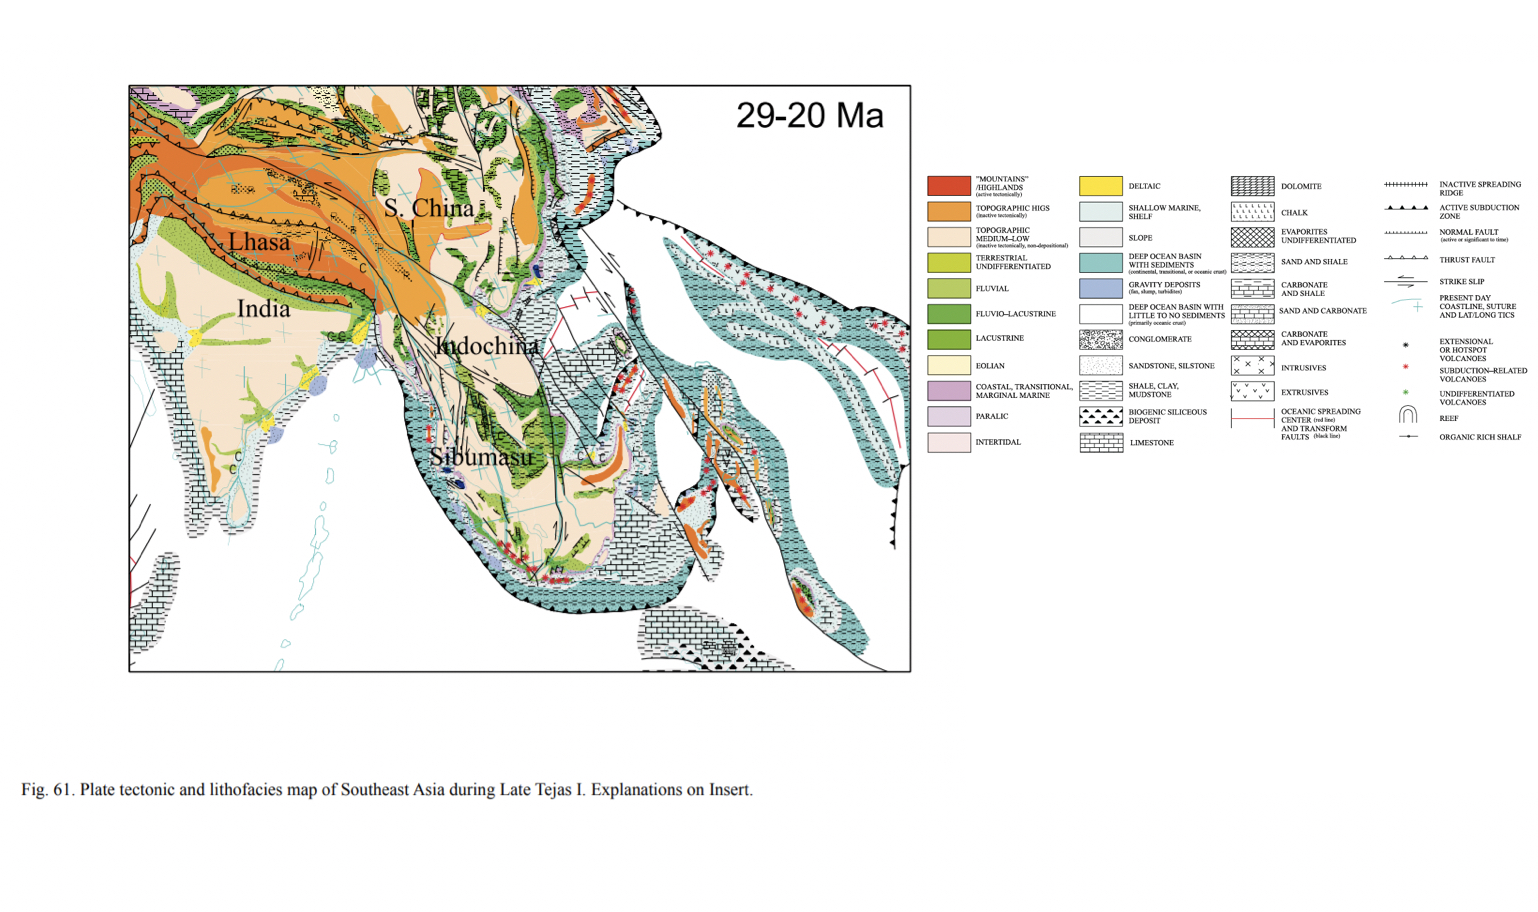 29-20 Ma
S. China
Lhasa
India
Indochina
Sibumasu
C
C C
C
C
C C
"MOUNTAINS"
/HIGHLANDS
(active tectonically)
TOPOGRAPHIC HIGS
(inactive tectonically)
TOPOGRAPHIC
MEDIUM–LOW
(inactive tectonically, non-depositional)
TERRESTRIAL
UNDIFFERENTIATED
FLUVIAL
FLUVIO–LACUSTRINE
LACUSTRINE
EOLIAN
COASTAL, TRANSITIONAL,
MARGINAL MARINE
PARALIC
INTERTIDAL
DELTAIC
SHALLOW MARINE,
SHELF
SLOPE
DEEP OCEAN BASIN
WITH SEDIMENTS
(continental, transitional, or oceanic crust)
GRAVITY DEPOSITS
(fan, slump, turbidites)
DEEP OCEAN BASIN WITH
LITTLE TO NO SEDIMENTS
(primarily oceanic crust)
CONGLOMERATE
SANDSTONE, SILSTONE
SHALE, CLAY,
MUDSTONE
BIOGENIC SILICEOUS
DEPOSIT
LIMESTONE
DOLOMITE
CHALK
EVAPORITES
UNDIFFERENTIATED
SAND AND SHALE
CARBONATE
AND SHALE
SAND AND CARBONATE
CARBONATE
AND EVAPORITES
INTRUSIVES
EXTRUSIVES
OCEANIC SPREADING
CENTER (red line)
AND TRANSFORM
FAULTS (black line)
INACTIVE SPREADING
RIDGE
ACTIVE SUBDUCTION
ZONE
NORMAL FAULT
(active or significant to time)
THRUST FAULT
STRIKE SLIP
PRESENT DAY
COASTLINE, SUTURE
AND LAT/LONG TICS
EXTENSIONAL
OR HOTSPOT
VOLCANOES
SUBDUCTION–RELATED
VOLCANOES
UNDIFFERENTIATED
VOLCANOES
REEF
ORGANIC RICH SHALF
Fig. 61. Plate tectonic and lithofacies map of Southeast Asia during Late Tejas I. Explanations on Insert.